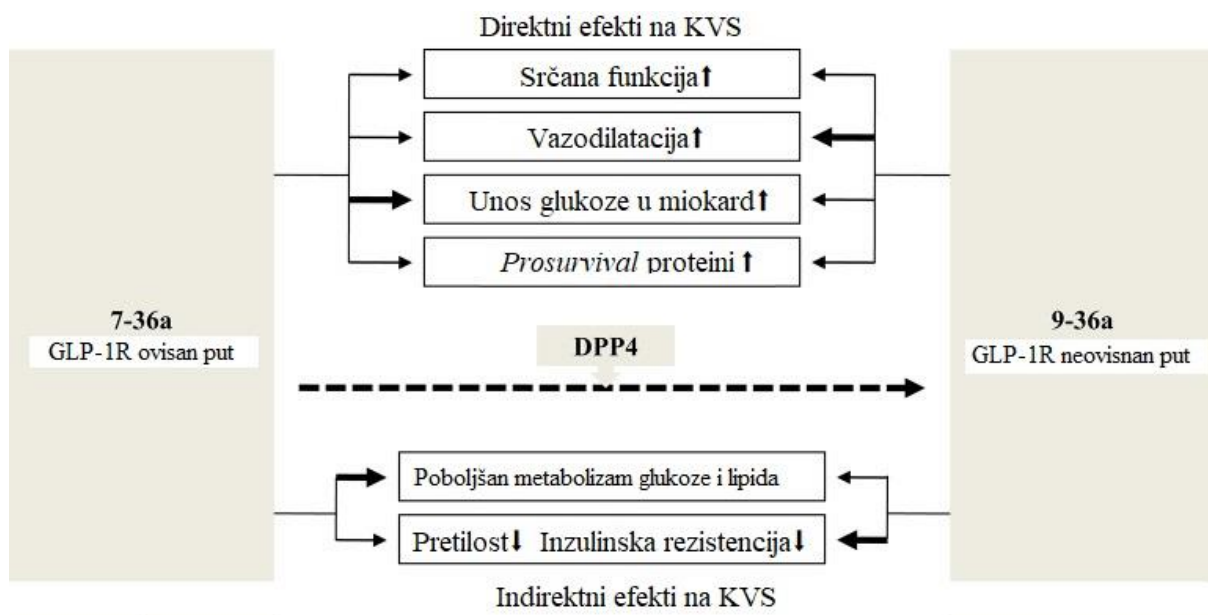 Direktni efekti na KVS
Srčana funkcija⬆
Vazodilatacija⬆
Unos glukoze u miokard⬆
Prosurvival proteini⬆
7-36a
GLP-1R ovisan put
DPP4
9-36a
GLP-1R neovisnan put
Poboljšan metabolizam glukoze i lipida
Pretilost⬇ Inzulinska rezistencija⬇
Indirektni efekti na KVS